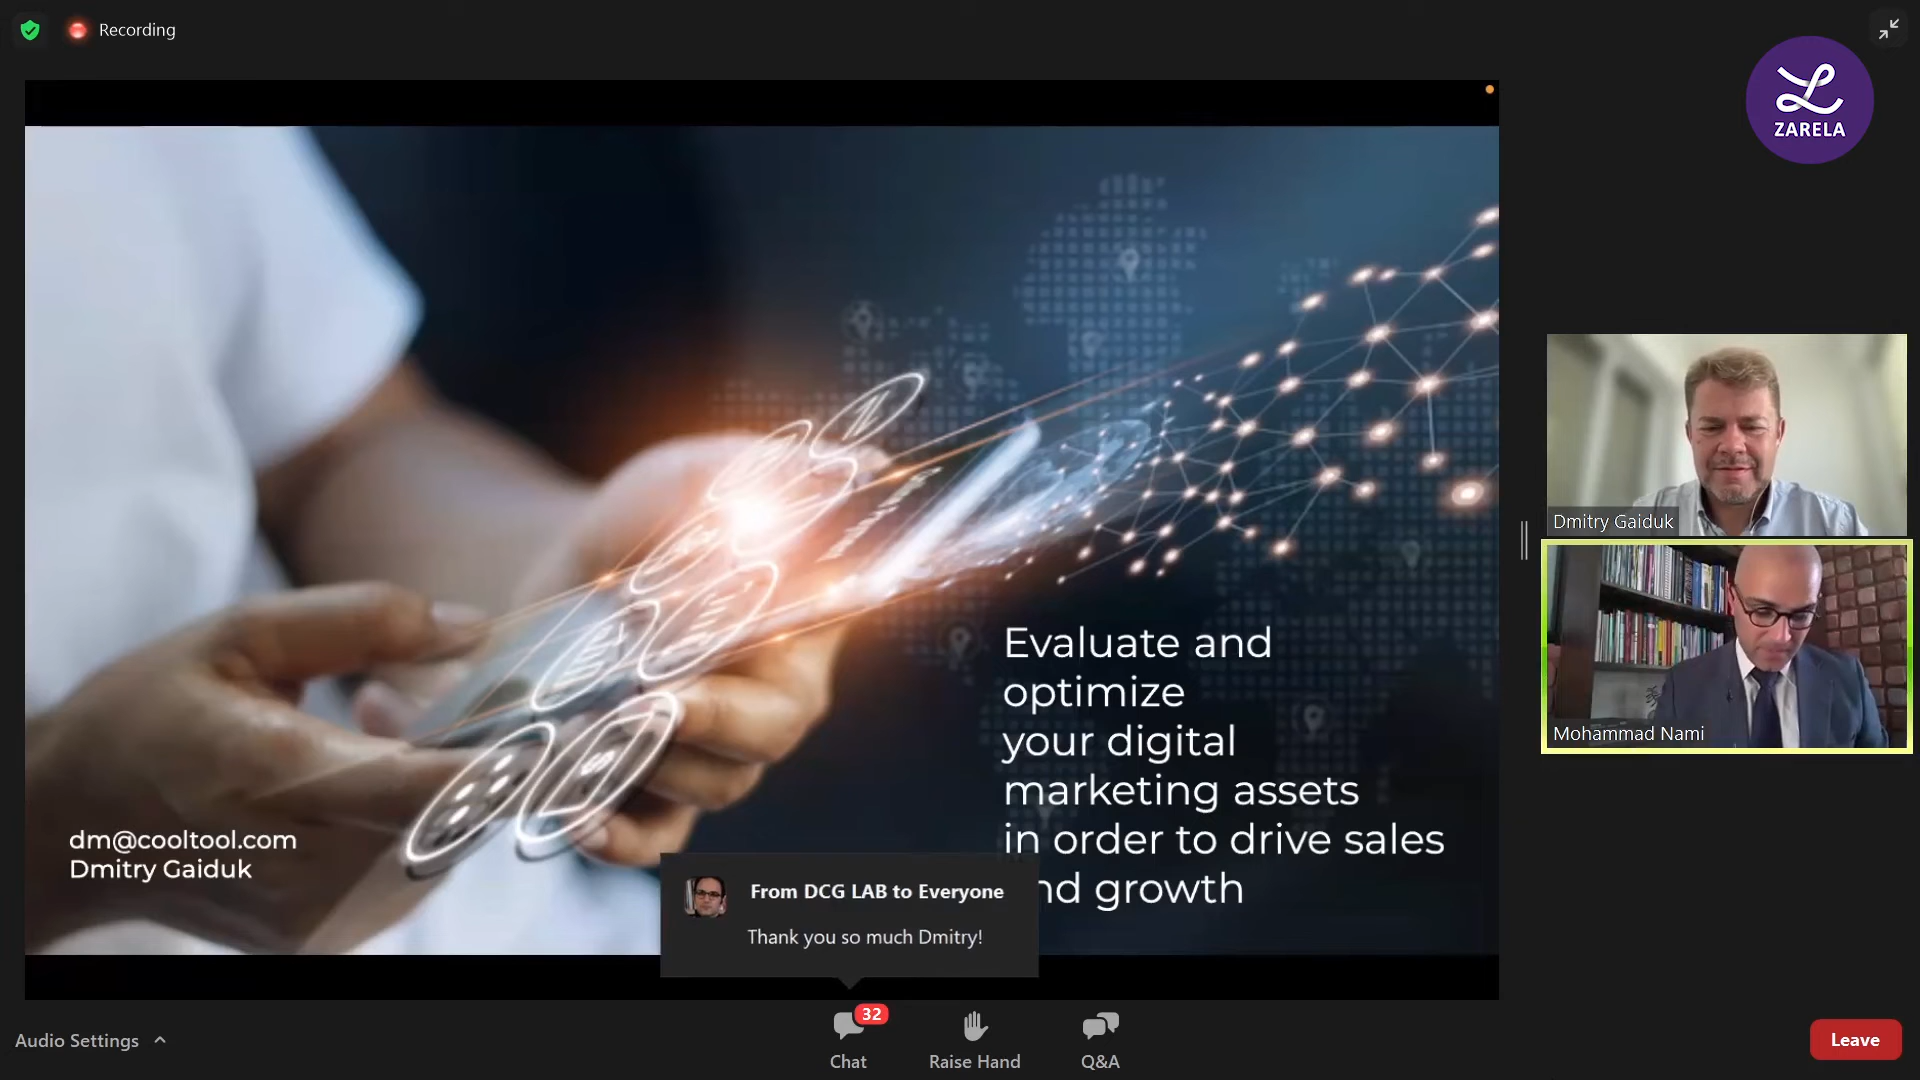 Recording
ZARELA
Evaluate and
optimize
your digital
marketing assets
in order to drive sales
nd growth
dm@cooltool.com
Dmitry Gaiduk
From DCG LAB to Everyone
Thank you so much Dmitry!
Dmitry Gaiduk
Mohammad Nami
Audio Settings
32
Chat
Raise Hand
Q&A
Leave